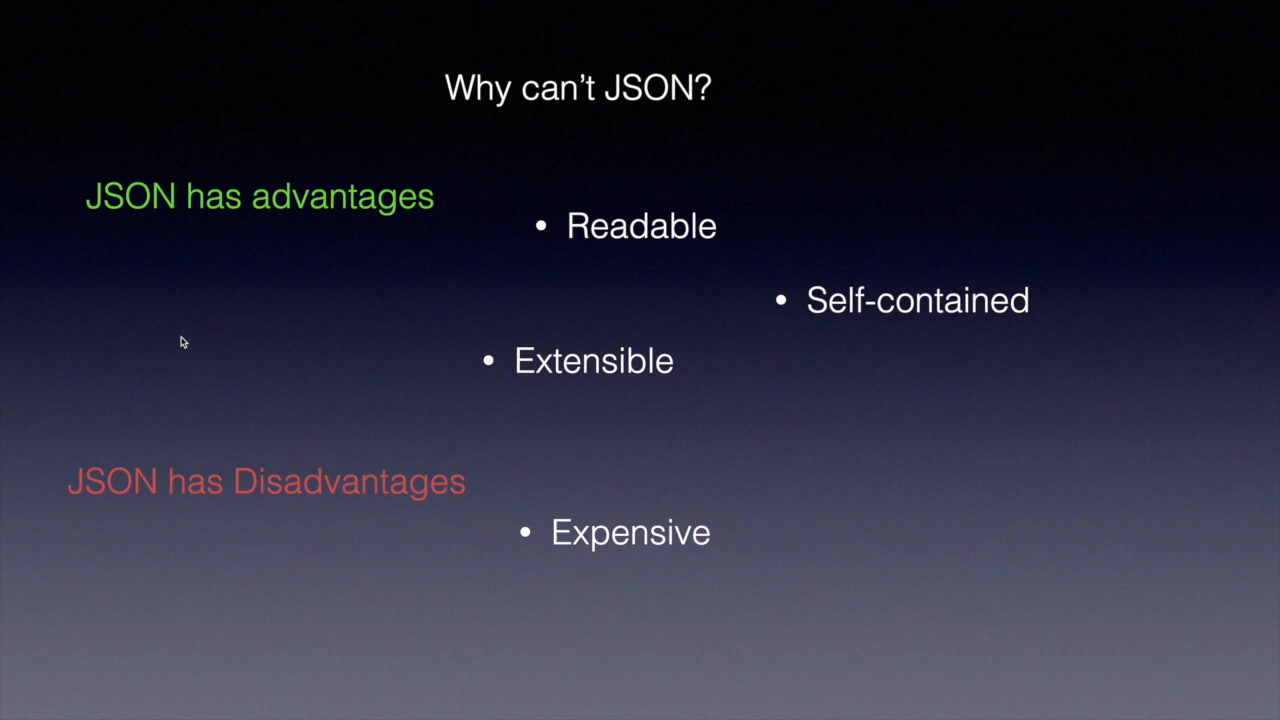 Why can't JSON?
JSON has advantages
• Readable
• Self-contained
• Extensible
JSON has Disadvantages
• Expensive